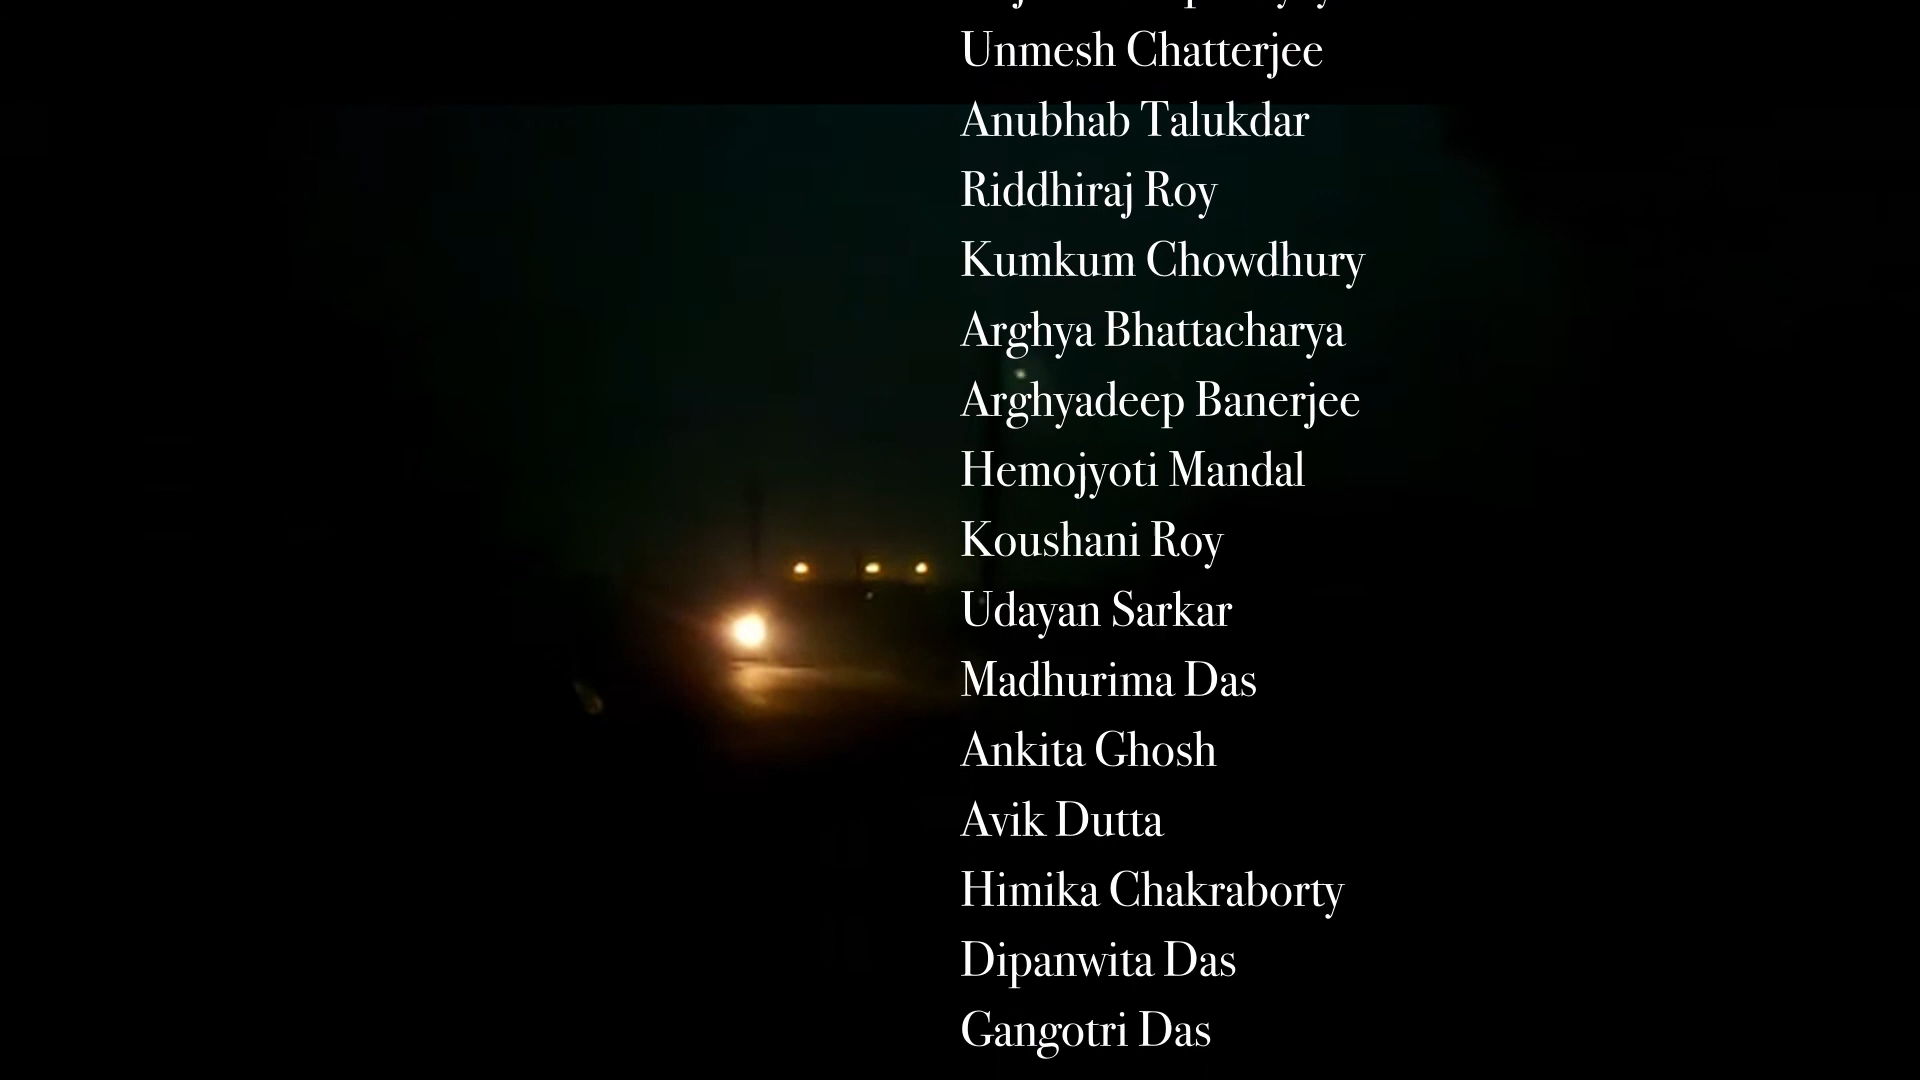 Unmesh Chatterjee
Anubhab Talukdar
Riddhiraj Roy
Kumkum Chowdhury
Arghya Bhattacharya
Arghyadeep Banerjee
Hemojyoti Mandal
Koushani Roy
Udayan Sarkar
Madhurima Das
Ankita Ghosh
Avik Dutta
Himika Chakraborty
Dipanwita Das
Gangotri Das